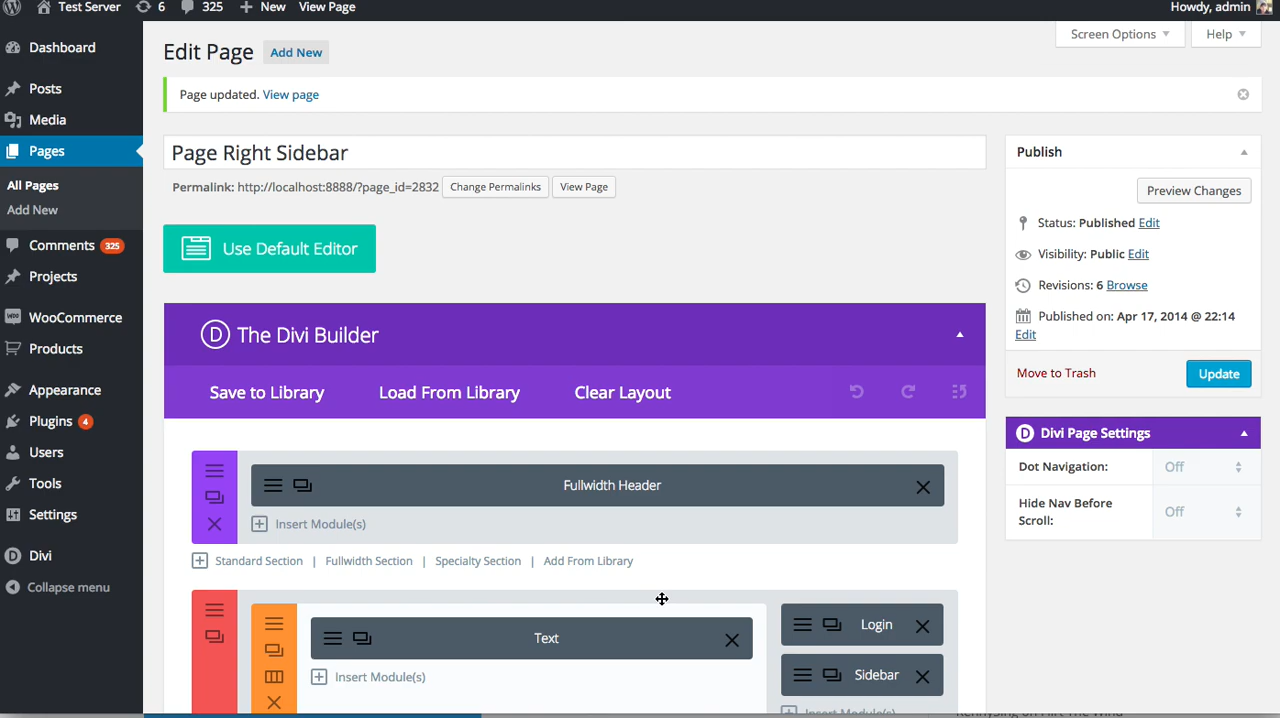 Test Server 6 325 New View Page Howdy, admin
Dashboard
Posts
Media
Pages
All Pages
Add New
Comments 325
Projects
WooCommerce
Products
Appearance
Plugins 4
Users
Tools
Settings
Divi
Collapse menu
Screen Options Help
Edit Page Add New
Page updated. View page
Page Right Sidebar
Permalink: http://localhost:8888/?page_id=2832 Change Permalinks View Page
Use Default Editor
The Divi Builder
Save to Library Load From Library Clear Layout
Fullwidth Header
Insert Module(s)
Standard Section | Fullwidth Section | Specialty Section | Add From Library
Text
Insert Module(s)
Login
Sidebar
Insert Module(s)
Publish
Preview Changes
Status: Published Edit
Visibility: Public Edit
Revisions: 6 Browse
Published on: Apr 17, 2014 @ 22:14
Edit
Move to Trash Update
Divi Page Settings
Dot Navigation: Off
Hide Nav Before
Scroll: Off